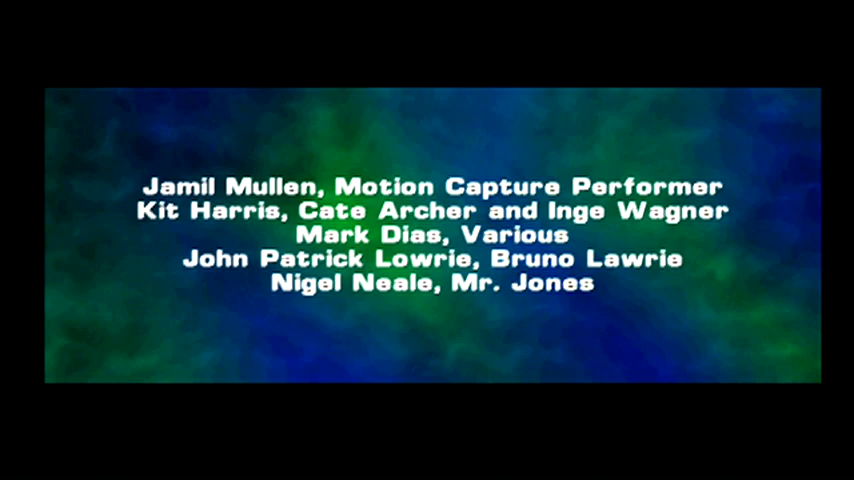 Jamil Mullen, Motion Capture Performer
Kit Harris, Cate Archer and Inge Wagner
Mark Dias, Various
John Patrick Lowrie, Bruno Lawrie
Nigel Neale, Mr. Jones